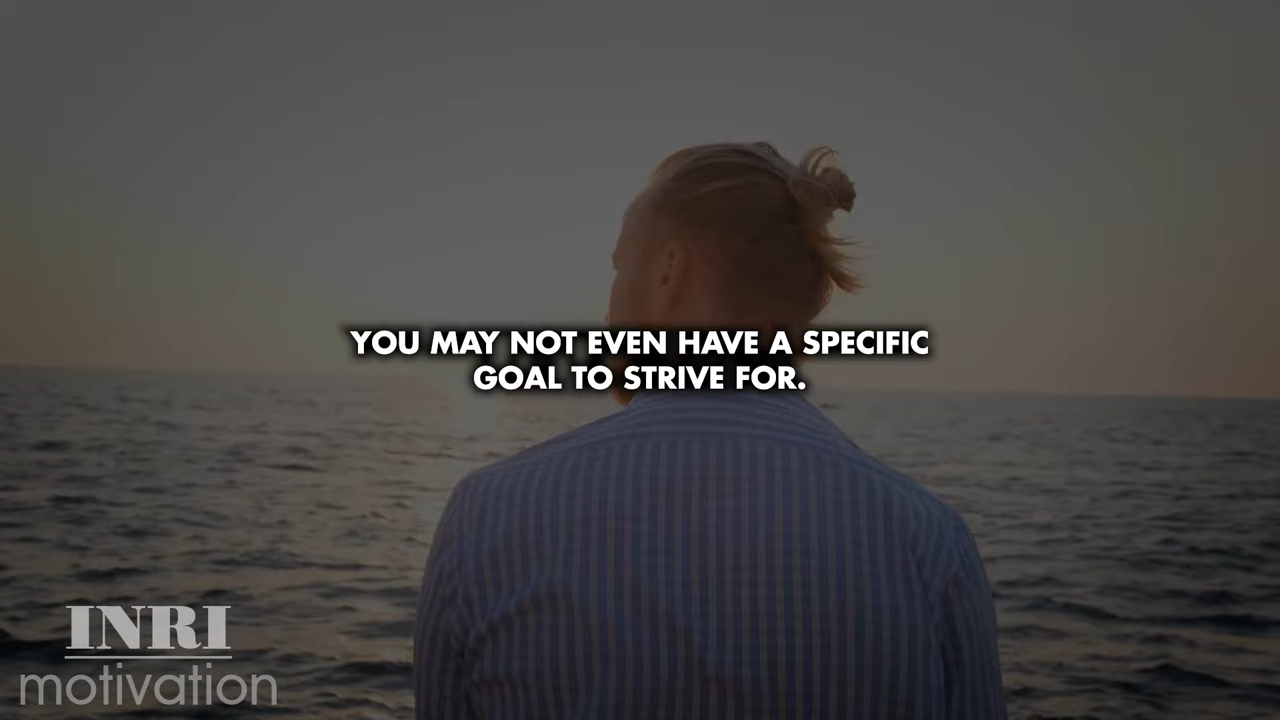 YOU MAY NOT EVEN HAVE A SPECIFIC
GOAL TO STRIVE FOR.
INRI
motivation